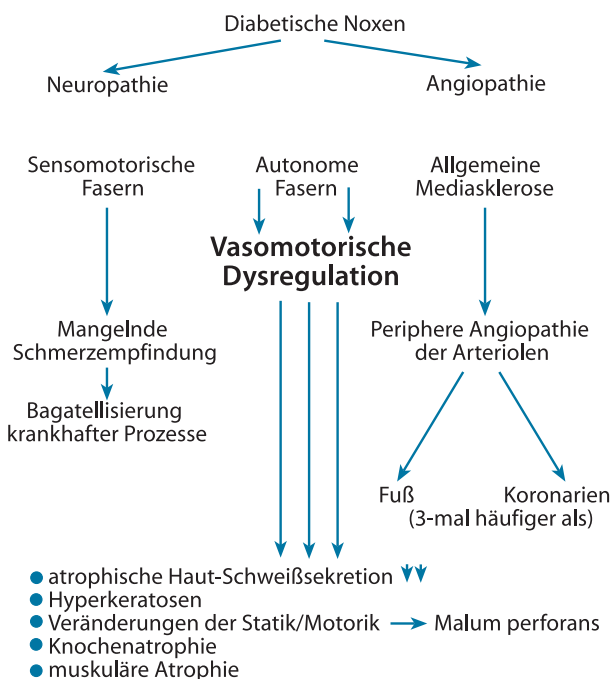 Diabetische Noxen
Neuropathie
Angiopathie
Sensomotorische
Fasern
Autonome
Fasern
Allgemeine
Mediasklerose
Vasomotorische
Dysregulation
Mangelnde
Schmerzempfindung
Periphere Angiopathie
der Arteriolen
Bagatellisierung
krankhafter Prozesse
Fuß
Koronarien
(3-mal häufiger als)
atrophische Haut-Schweißsekretion
Hyperkeratosen
Veränderungen der Statik/Motorik
Malum perforans
Knochenatrophie
muskuläre Atrophie